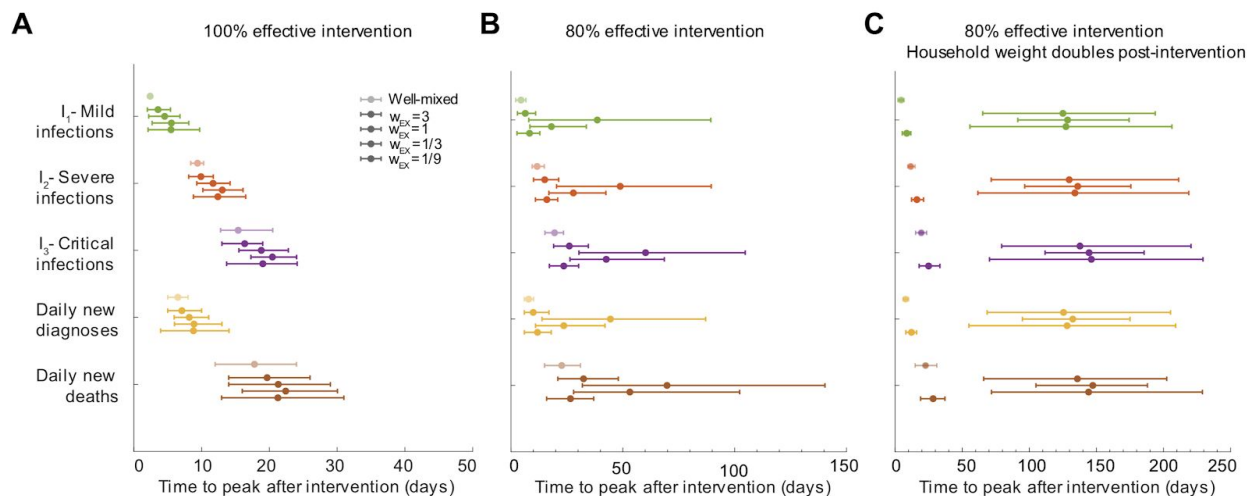 A
100% effective intervention
B
80% effective intervention
C
80% effective intervention
Household weight doubles post-intervention
I1- Mild
infections
I2- Severe
infections
I3- Critical
infections
Daily new
diagnoses
Daily new
deaths
Well-mixed
wEX=3
wEX=1
wEX=1/3
wEX=1/9
0 10 20 30 40 50
Time to peak after intervention (days)
0 50 100 150
Time to peak after intervention (days)
0 50 100 150 200 250
Time to peak after intervention (days)